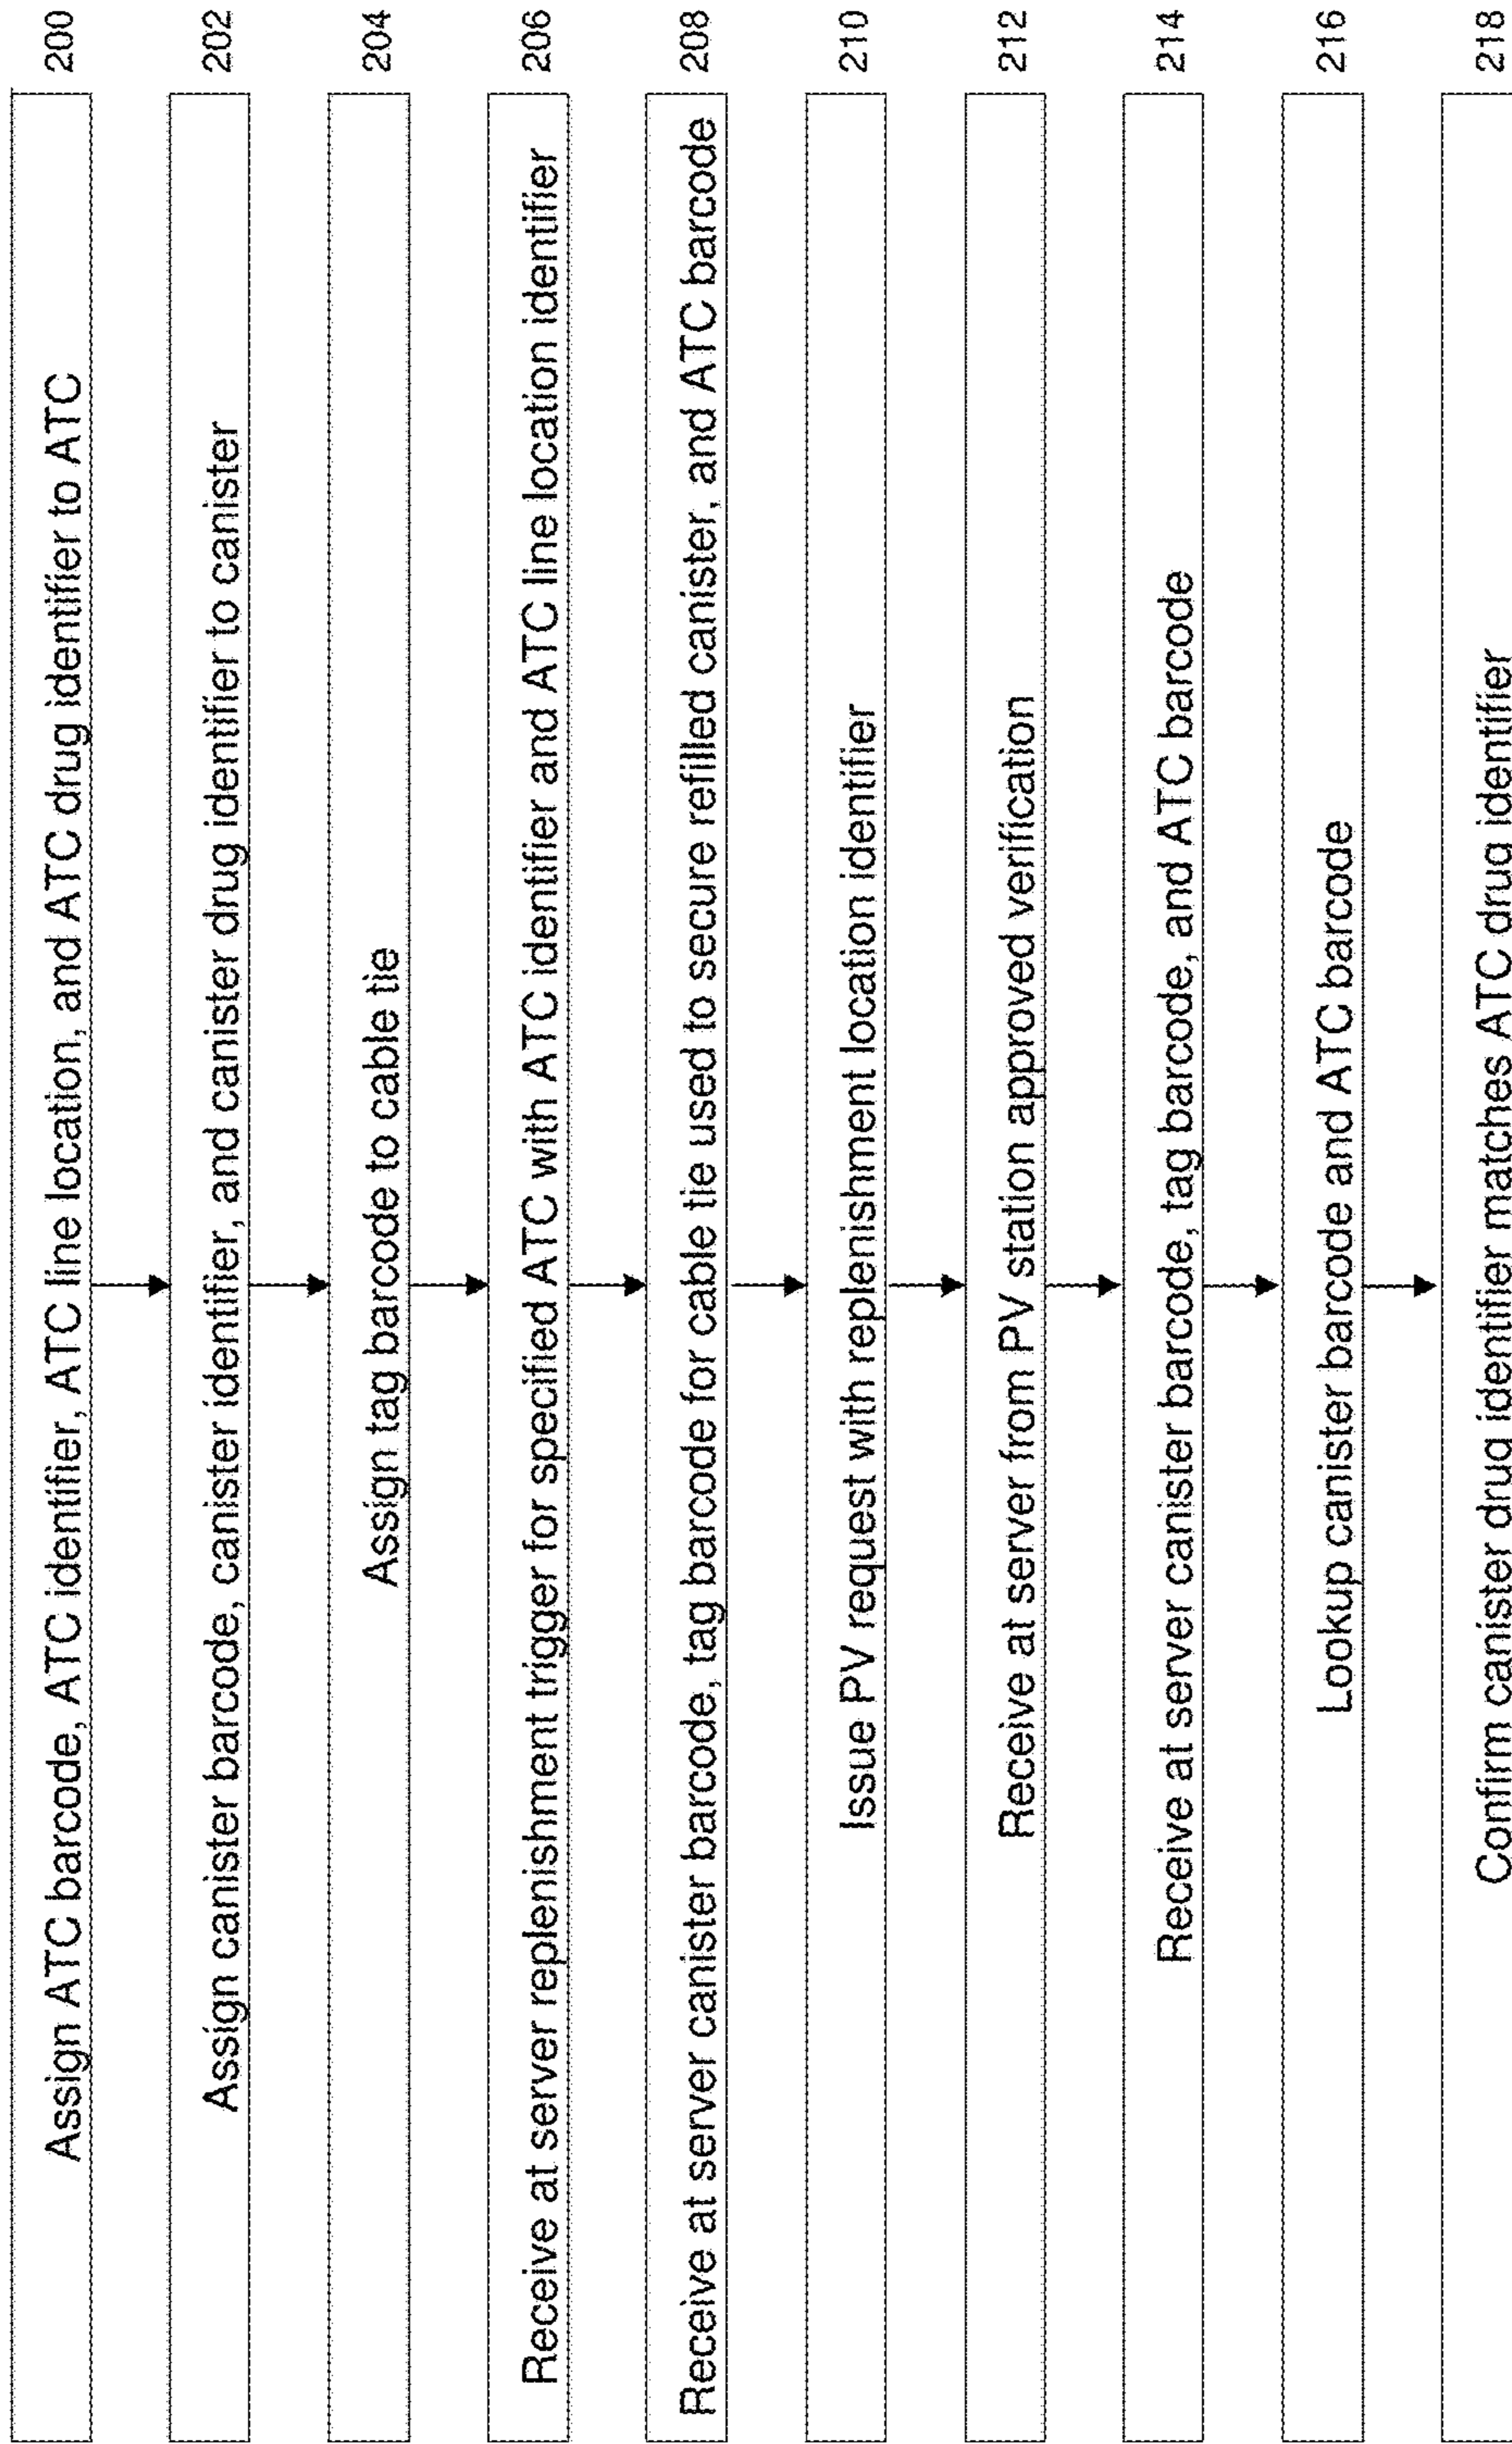 Assign ATC barcode, ATC identifier, ATC line location, and ATC drug identifier to ATC 200
Assign canister barcode, canister identifier, and canister drug identifier to canister 202
Assign tag barcode to cable tie 204
Receive at server replenishment trigger for specified ATC with ATC identifier and ATC line location identifier 206
Receive at server canister barcode, tag barcode for cable tie used to secure refilled canister, and ATC barcode 208
Issue PV request with replenishment location identifier 210
Receive at server from PV station approved verification 212
Receive at server canister barcode, tag barcode, and ATC barcode 214
Lookup canister barcode and ATC barcode 216
Confirm canister drug identifier matches ATC drug identifier 218